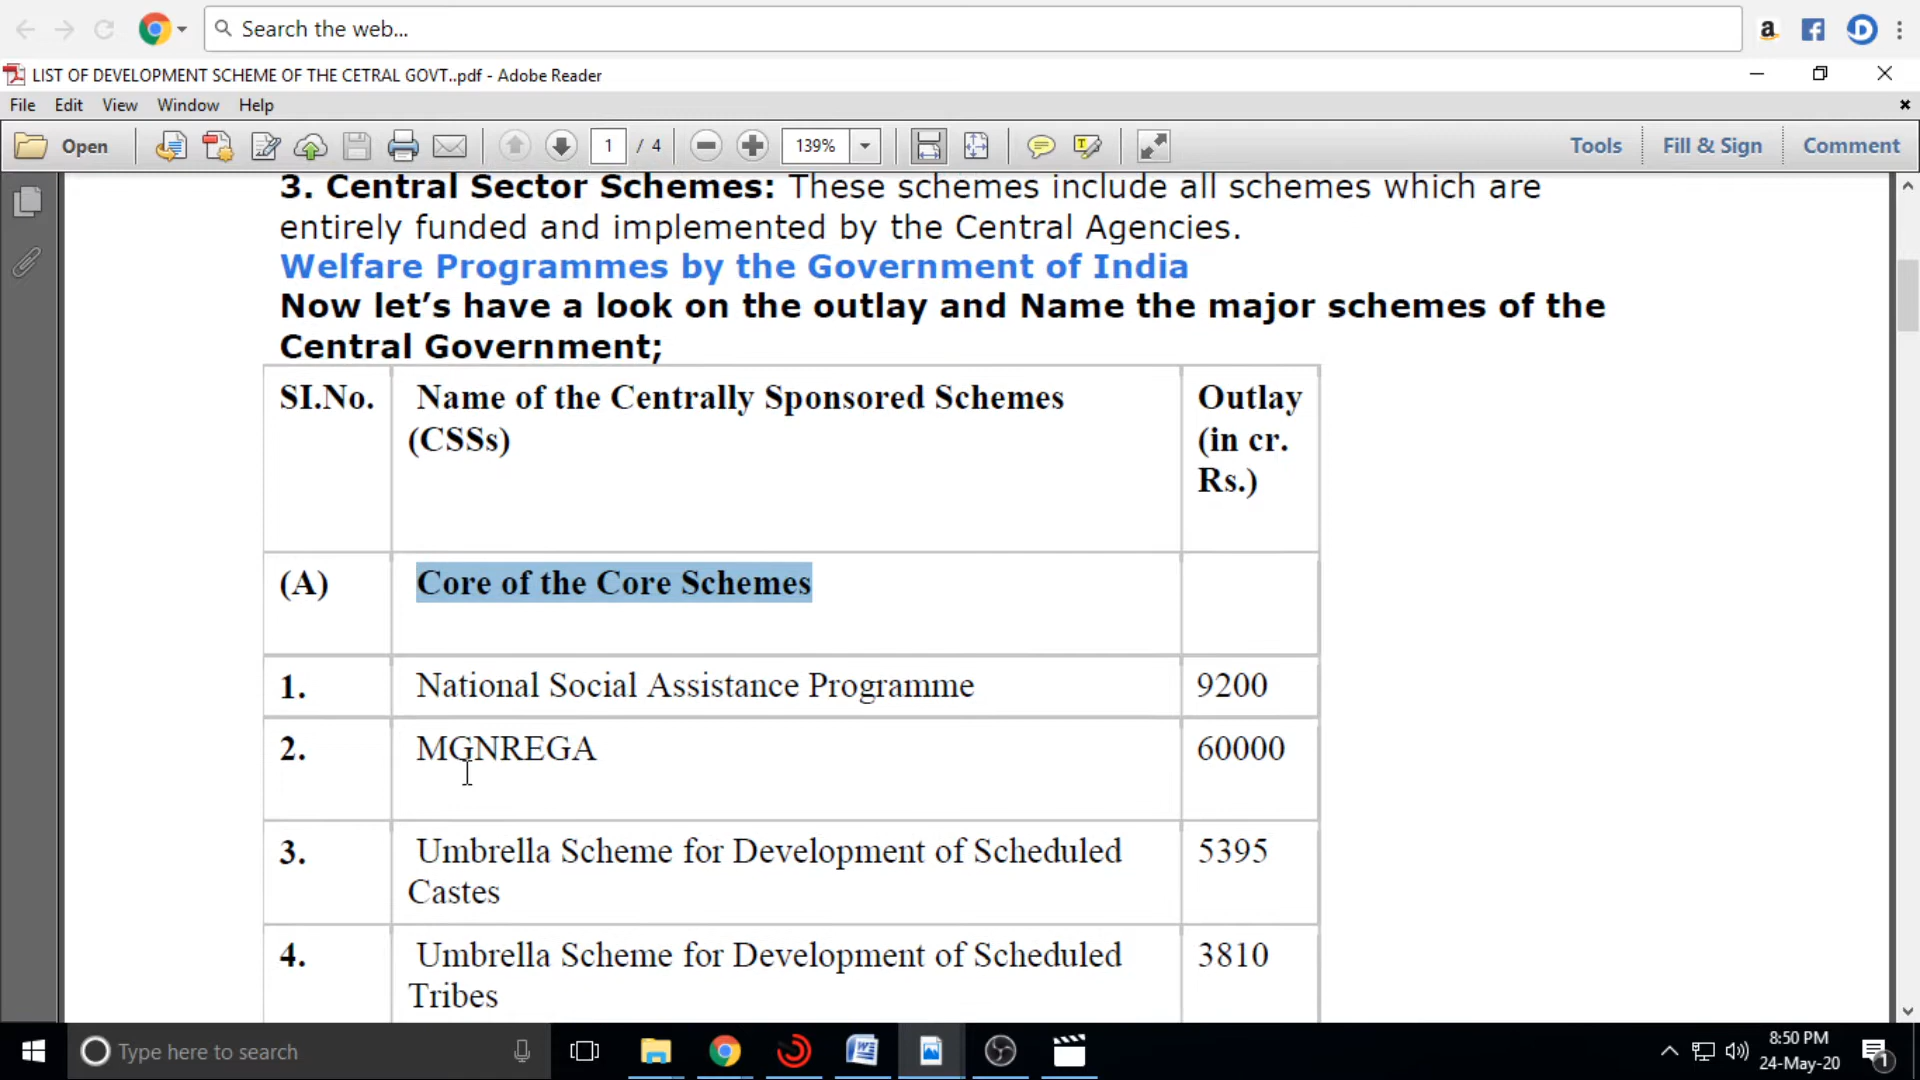 Search the web...
a
LIST OF DEVELOPMENT SCHEME OF THE CETRAL GOVT..pdf - Adobe Reader
File Edit View Window Help
Open 1 / 4 139% Tools Fill & Sign Comment
3. Central Sector Schemes: These schemes include all schemes which are
entirely funded and implemented by the Central Agencies.
Welfare Programmes by the Government of India
Now let’s have a look on the outlay and Name the major schemes of the
Central Government;
SI.No. Name of the Centrally Sponsored Schemes Outlay
(CSSs) (in cr.
Rs.)
(A) Core of the Core Schemes
1. National Social Assistance Programme 9200
2. MGNREGA 60000
3. Umbrella Scheme for Development of Scheduled 5395
Castes
4. Umbrella Scheme for Development of Scheduled 3810
Tribes
Type here to search
8:50 PM
24-May-20
1